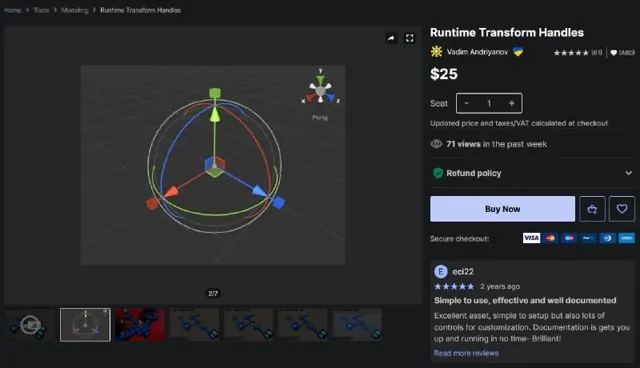 Home > Tools > Modeling > Runtime Transform Handles
Runtime Transform Handles
Vadim Andriyanov
(61) | (480)
$25
Seat - 1 +
Updated price and taxes/VAT calculated at checkout
71 views in the past week
Refund policy
Buy Now
Secure checkout:
VISA
y
x z
Persp
2/7
E eci22
2 years ago
Simple to use, effective and well documented
Excellent asset, simple to setup but also lots of
controls for customization. Documentation is gets you
up and running in no time- Brilliant!
Read more reviews